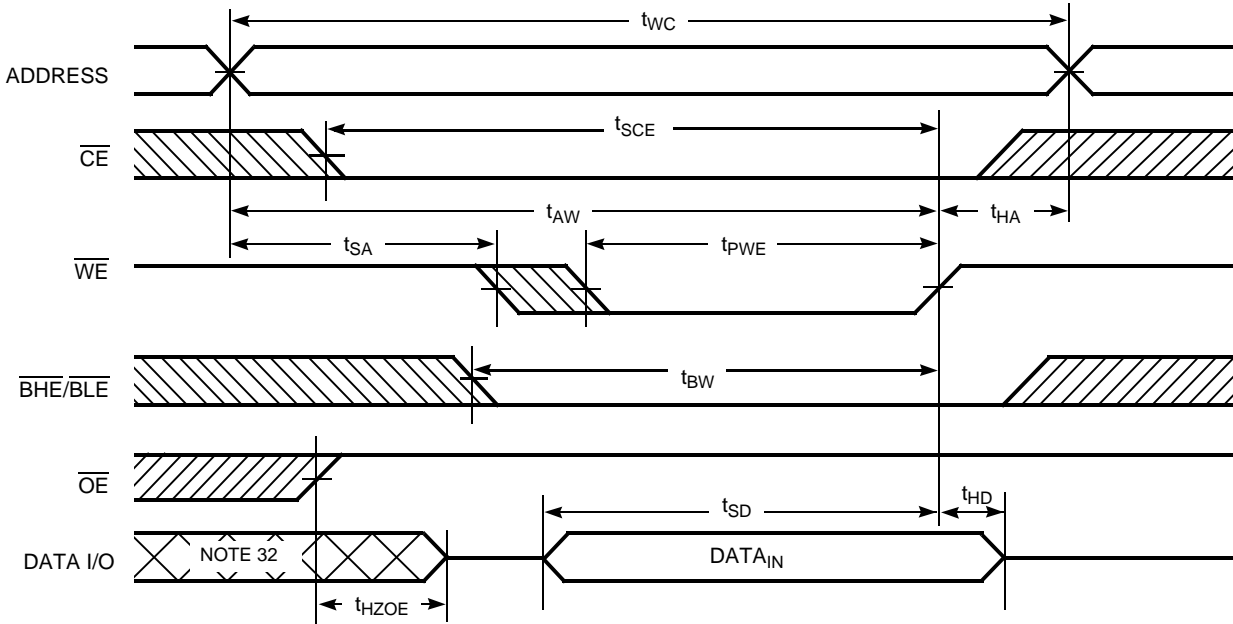 tWC
ADDRESS
tSCE
CE
tAW
tHA
tSA
tPWE
WE
tBW
BHE/BLE
OE
tSD
tHD
DATA I/O
NOTE 32
DATAIN
tHZOE